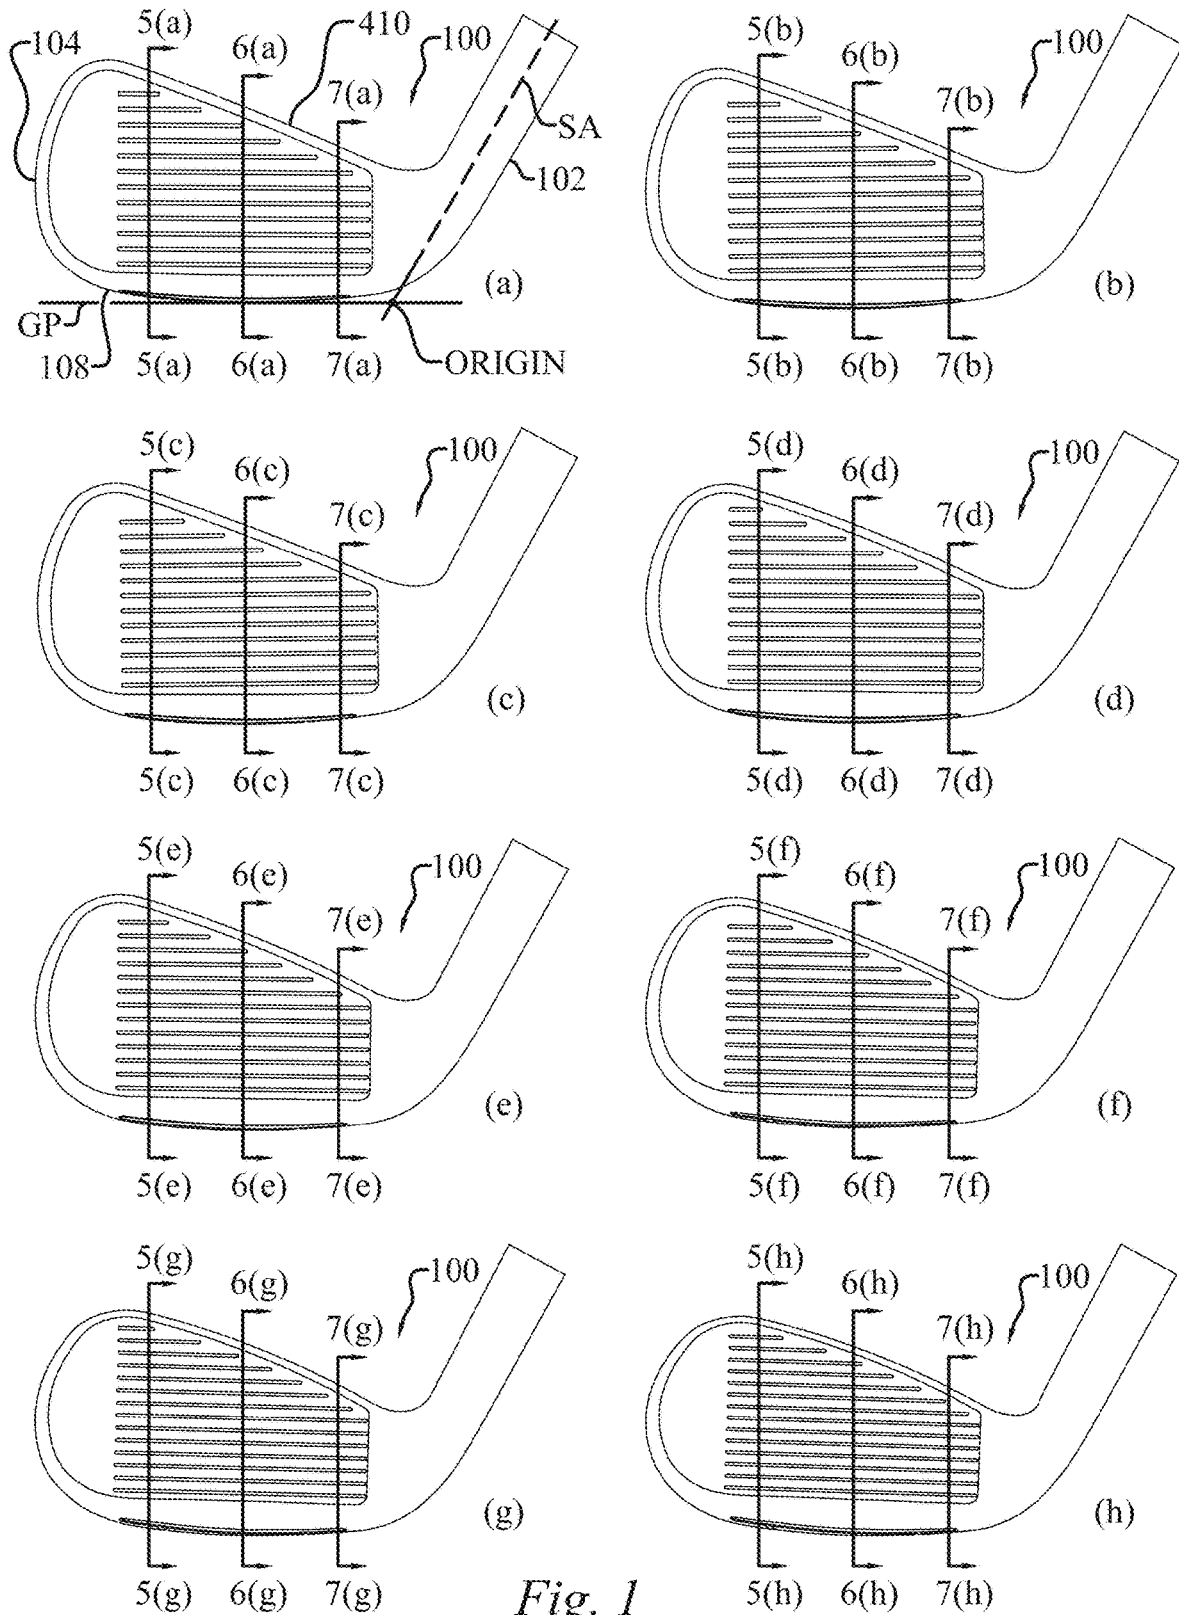 5(a)
104
6(a)
410
100
7(a)
SA
102
(a)
GP
108
5(a)
6(a)
7(a)
ORIGIN
5(b)
6(b)
100
7(b)
(b)
5(b)
6(b)
7(b)
5(c)
6(c)
100
7(c)
(c)
5(c)
6(c)
7(c)
5(d)
6(d)
100
7(d)
(d)
5(d)
6(d)
7(d)
5(e)
6(e)
100
7(e)
(e)
5(e)
6(e)
7(e)
5(f)
6(f)
100
7(f)
(f)
5(f)
6(f)
7(f)
5(g)
6(g)
100
7(g)
(g)
5(g)
6(g)
7(g)
5(h)
6(h)
100
7(h)
(h)
5(h)
6(h)
7(h)
Fig. 1